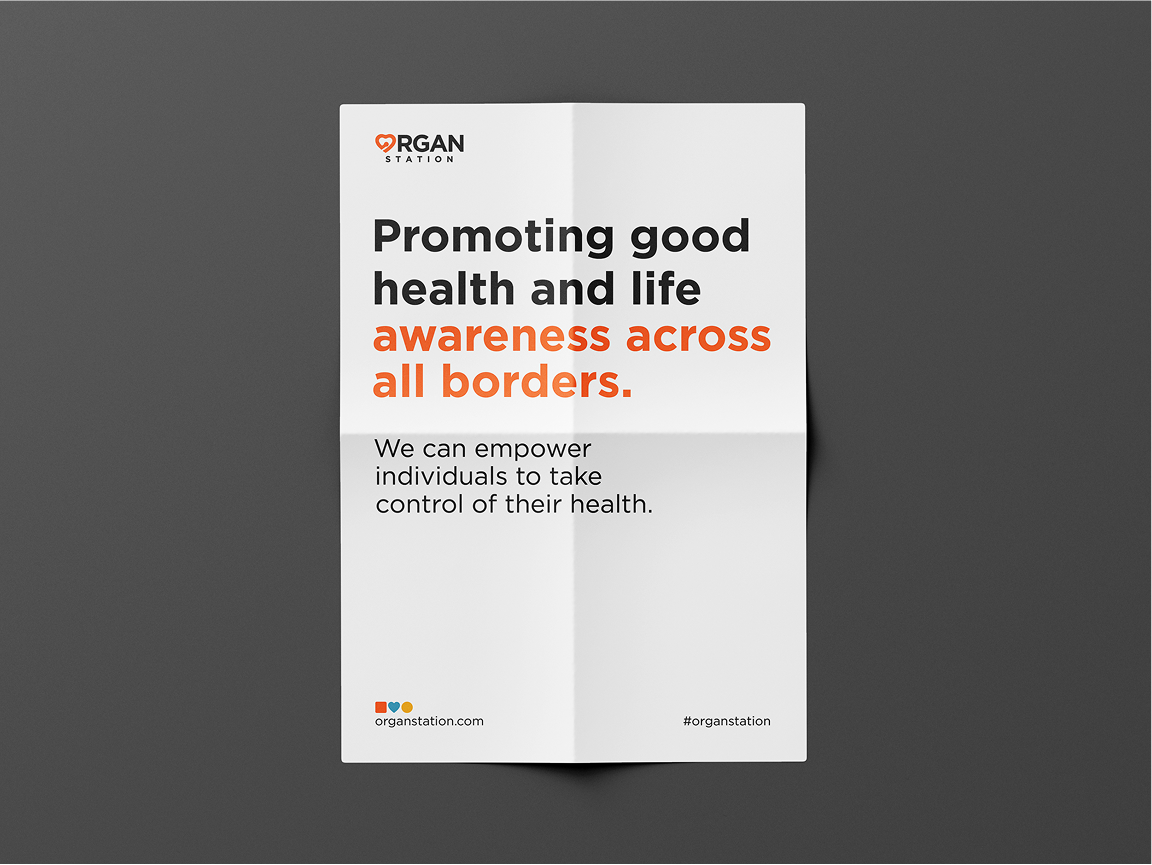 ORGAN
STATION
Promoting good
health and life
awareness across
all borders.
We can empower
individuals to take
control of their health.
organstation.com
#organstation